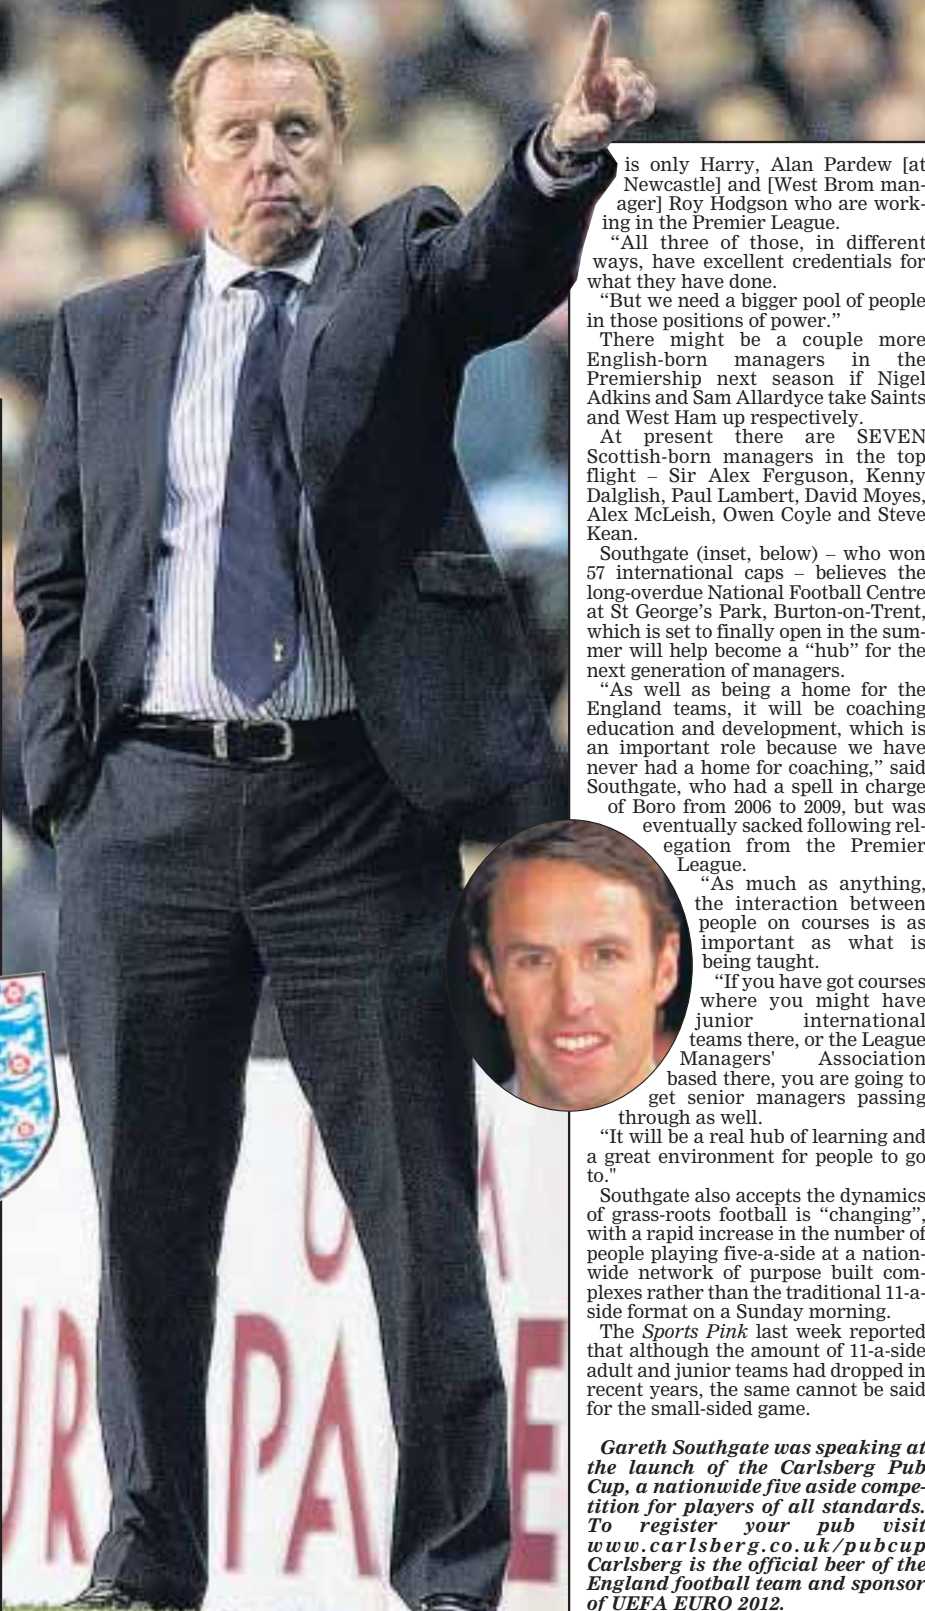 is only Harry, Alan Pardew [at
Newcastle] and [West Brom man-
ager] Roy Hodgson who are work-
ing in the Premier League.
“All three of those, in different
ways, have excellent credentials for
what they have done.
“But we need a bigger pool of people
in those positions of power.”
There might be a couple more
English-born managers in the
Premiership next season if Nigel
Adkins and Sam Allardyce take Saints
and West Ham up respectively.
At present there are SEVEN
Scottish-born managers in the top
flight – Sir Alex Ferguson, Kenny
Dalglish, Paul Lambert, David Moyes,
Alex McLeish, Owen Coyle and Steve
Kean.
Southgate (inset, below) – who won
57 international caps – believes the
long-overdue National Football Centre
at St George’s Park, Burton-on-Trent,
which is set to finally open in the sum-
mer will help become a “hub” for the
next generation of managers.
“As well as being a home for the
England teams, it will be coaching
education and development, which is
an important role because we have
never had a home for coaching,” said
Southgate, who had a spell in charge
of Boro from 2006 to 2009, but was
eventually sacked following rel-
egation from the Premier
League.
“As much as anything,
the interaction between
people on courses is as
important as what is
being taught.
“If you have got courses
where you might have
junior international
teams there, or the League
Managers' Association
based there, you are going to
get senior managers passing
through as well.
“It will be a real hub of learning and
a great environment for people to go
to."
Southgate also accepts the dynamics
of grass-roots football is “changing”,
with a rapid increase in the number of
people playing five-a-side at a nation-
wide network of purpose built com-
plexes rather than the traditional 11-a-
side format on a Sunday morning.
The Sports Pink last week reported
that although the amount of 11-a-side
adult and junior teams had dropped in
recent years, the same cannot be said
for the small-sided game.
Gareth Southgate was speaking at
the launch of the Carlsberg Pub
Cup, a nationwide five aside compe-
tition for players of all standards.
To register your pub visit
www.carlsberg.co.uk/pubcup
Carlsberg is the official beer of the
England football team and sponsor
of UEFA EURO 2012.